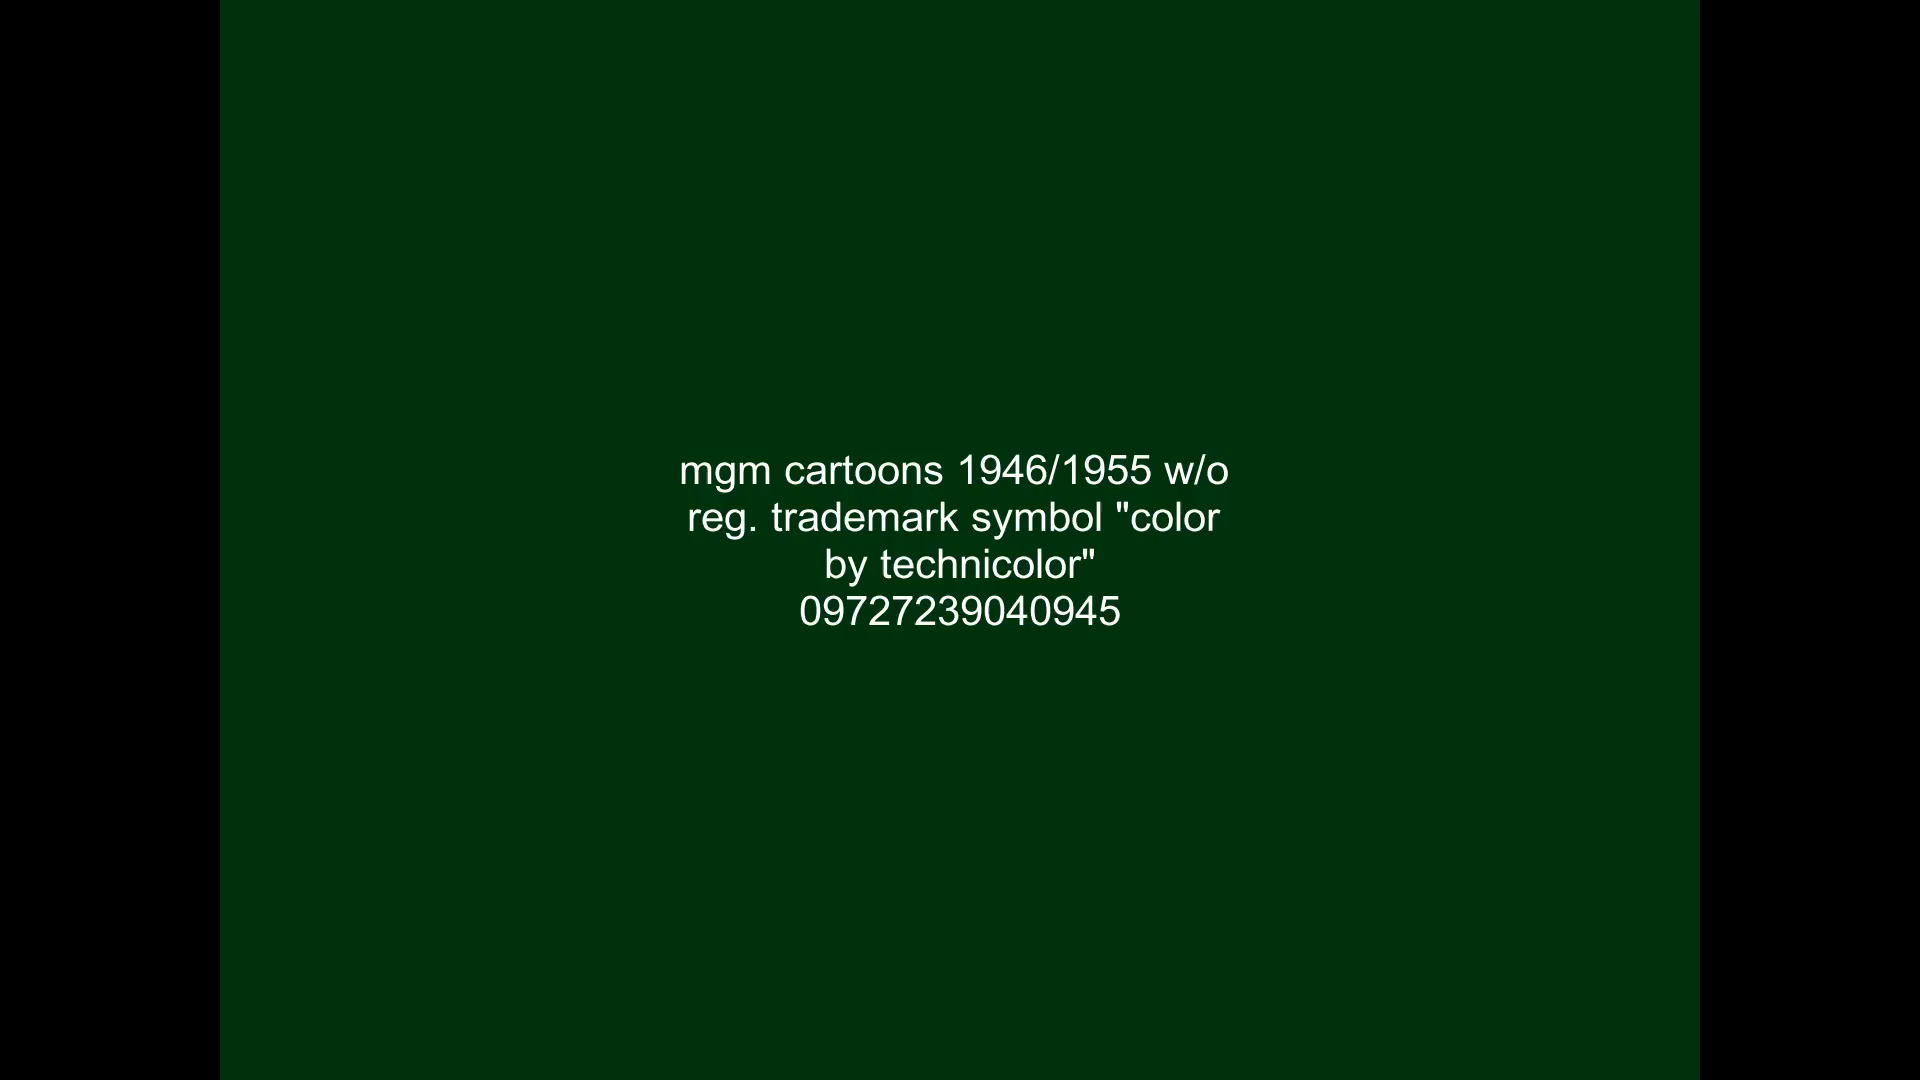 mgm cartoons 1946/1955 w/o
reg. trademark symbol "color
by technicolor"
09727239040945